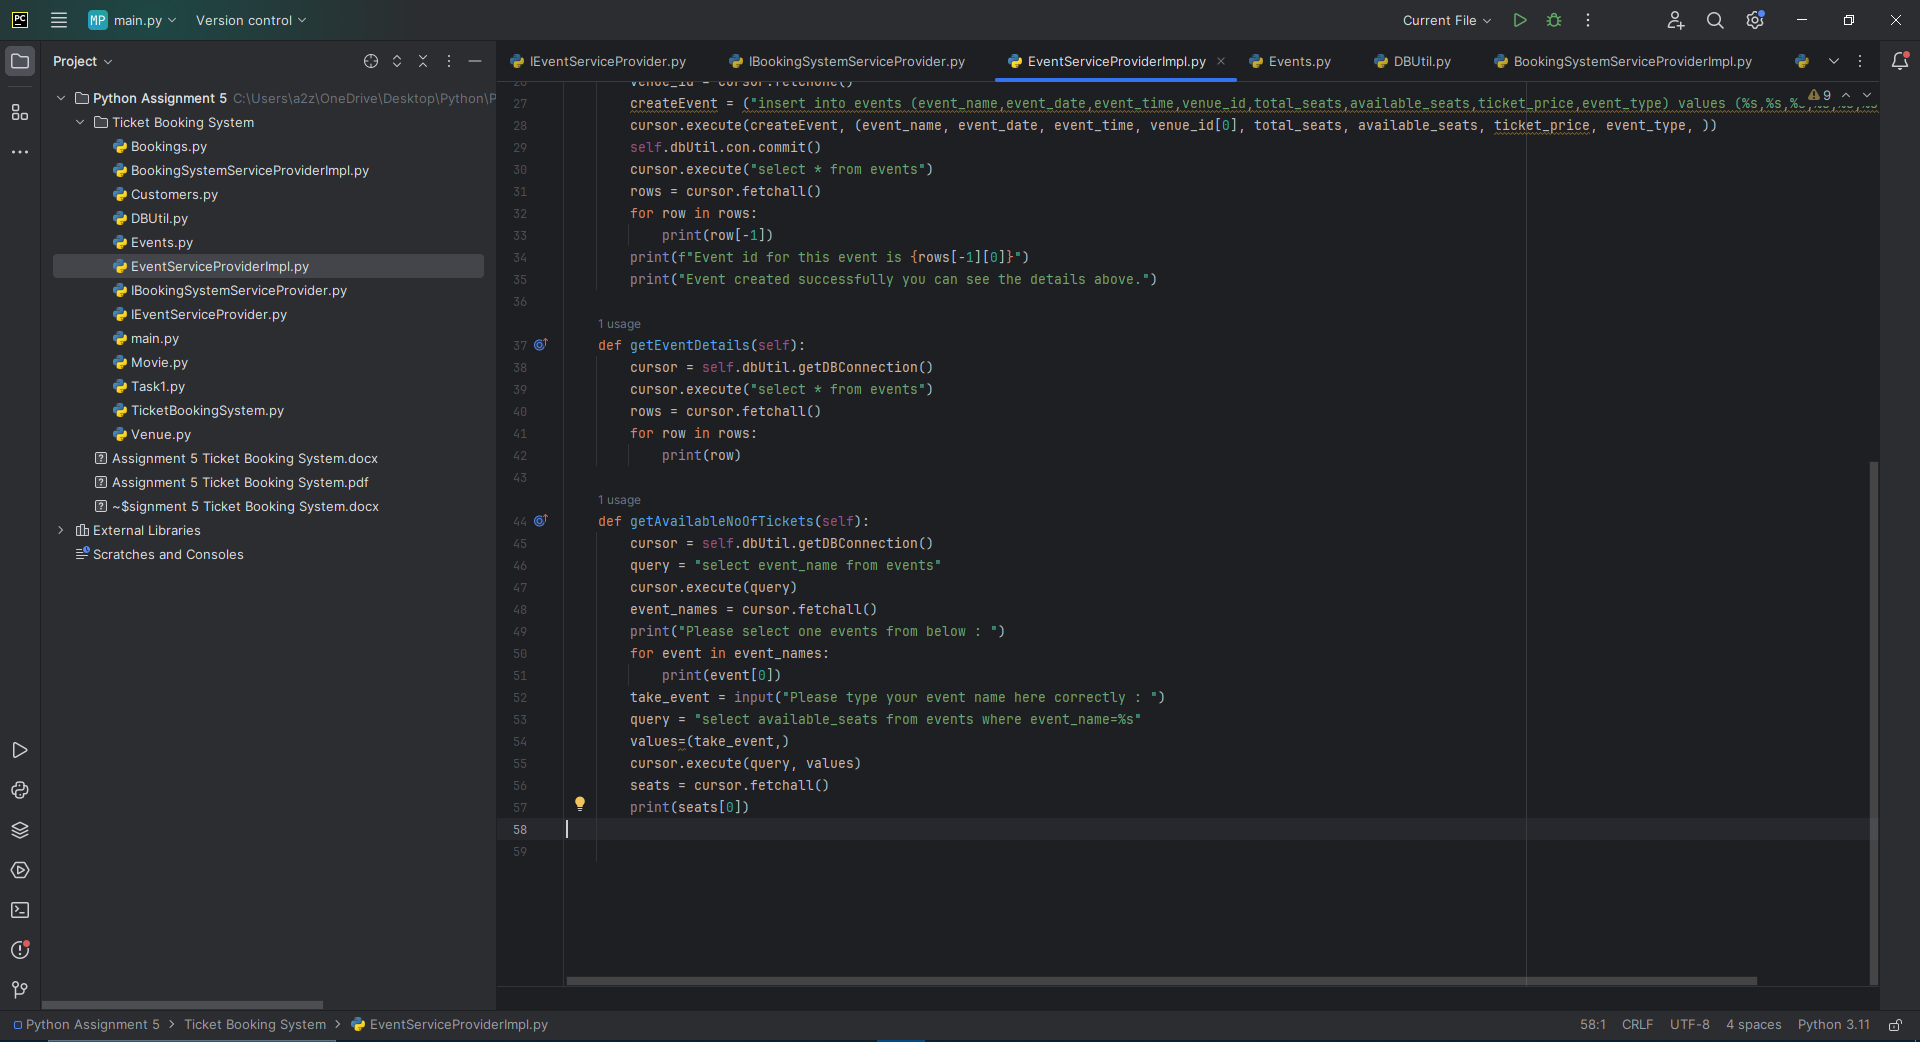 MP main.py Version control Current File
Project
IEventServiceProvider.py IBookingSystemServiceProvider.py EventServiceProviderImpl.py Events.py DBUtil.py BookingSystemServiceProviderImpl.py
Python Assignment 5 C:\Users\a2z\OneDrive\Desktop\Python\P
Ticket Booking System
Bookings.py
BookingSystemServiceProviderImpl.py
Customers.py
DBUtil.py
Events.py
EventServiceProviderImpl.py
IBookingSystemServiceProvider.py
IEventServiceProvider.py
main.py
Movie.py
Task1.py
TicketBookingSystem.py
Venue.py
Assignment 5 Ticket Booking System.docx
Assignment 5 Ticket Booking System.pdf
~$signment 5 Ticket Booking System.docx
External Libraries
Scratches and Consoles
9
venue_id = cursor.fetchone()
27 createEvent = ("insert into events (event_name,event_date,event_time,venue_id,total_seats,available_seats,ticket_price,event_type) values (%s,%s,%s,%s,%s,%s
28 cursor.execute(createEvent, (event_name, event_date, event_time, venue_id[0], total_seats, available_seats, ticket_price, event_type, ))
29 self.dbUtil.con.commit()
30 cursor.execute("select * from events")
31 rows = cursor.fetchall()
32 for row in rows:
33 print(row[-1])
34 print(f"Event id for this event is {rows[-1][0]}")
35 print("Event created successfully you can see the details above.")
36
1 usage
37 def getEventDetails(self):
38 cursor = self.dbUtil.getDBConnection()
39 cursor.execute("select * from events")
40 rows = cursor.fetchall()
41 for row in rows:
42 print(row)
43
1 usage
44 def getAvailableNoOfTickets(self):
45 cursor = self.dbUtil.getDBConnection()
46 query = "select event_name from events"
47 cursor.execute(query)
48 event_names = cursor.fetchall()
49 print("Please select one events from below : ")
50 for event in event_names:
51 print(event[0])
52 take_event = input("Please type your event name here correctly : ")
53 query = "select available_seats from events where event_name=%s"
54 values=(take_event,)
55 cursor.execute(query, values)
56 seats = cursor.fetchall()
57 print(seats[0])
58
59
Python Assignment 5 > Ticket Booking System > EventServiceProviderImpl.py
58:1 CRLF UTF-8 4 spaces Python 3.11